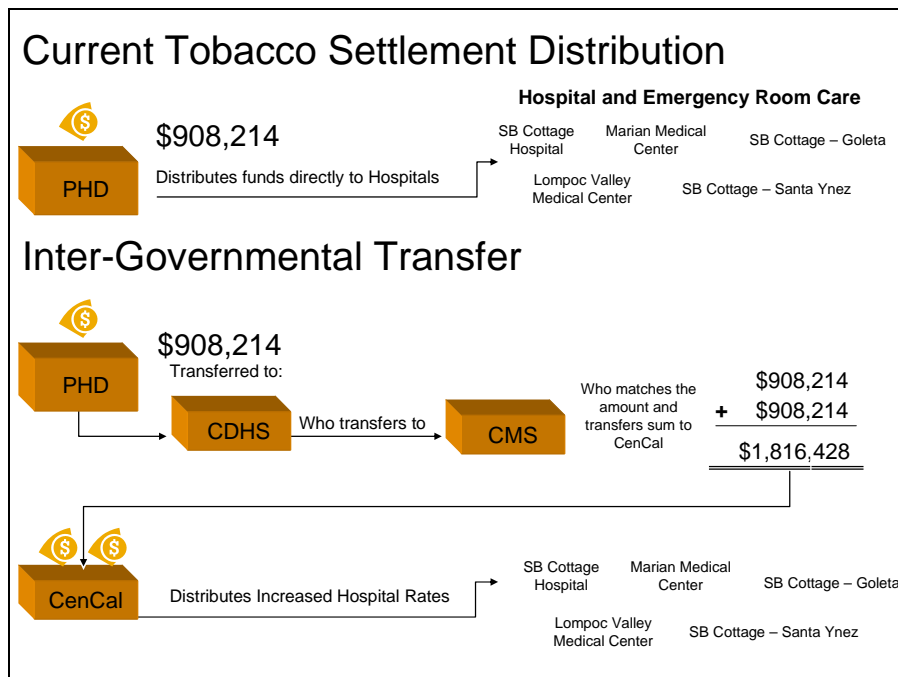 Current Tobacco Settlement Distribution
Hospital and Emergency Room Care
$
$908,214
PHD
Distributes funds directly to Hospitals
SB Cottage
Hospital
Marian Medical
Center
SB Cottage – Goleta
Lompoc Valley
Medical Center
SB Cottage – Santa Ynez
Inter-Governmental Transfer
$
PHD
$908,214
Transferred to:
CDHS
Who transfers to
CMS
Who matches the
amount and
transfers sum to
CenCal
$908,214
+ $908,214
$1,816,428
$ $
CenCal
Distributes Increased Hospital Rates
SB Cottage
Hospital
Marian Medical
Center
SB Cottage – Goleta
Lompoc Valley
Medical Center
SB Cottage – Santa Ynez